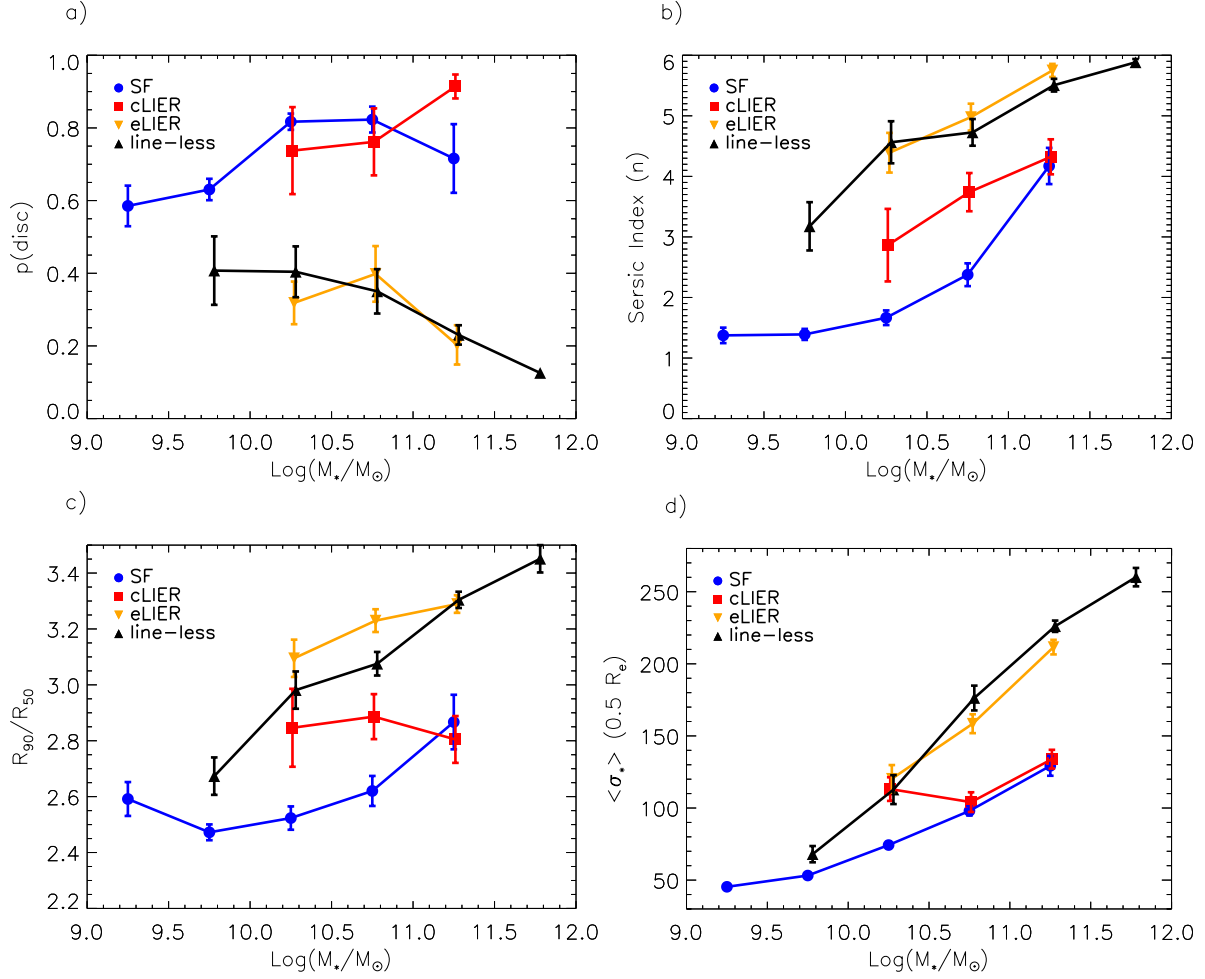 a)
1.0
0.8
0.6
0.4
0.2
0.0
p(disc)
SF
cLIER
eLIER
line-less
9.0 9.5 10.0 10.5 11.0 11.5 12.0
Log(M*/M☉)
b)
6
5
4
3
2
1
0
Sersic Index (n)
SF
cLIER
eLIER
line-less
9.0 9.5 10.0 10.5 11.0 11.5 12.0
Log(M*/M☉)
c)
3.4
3.2
3.0
2.8
2.6
2.4
2.2
R90/R50
SF
cLIER
eLIER
line-less
9.0 9.5 10.0 10.5 11.0 11.5 12.0
Log(M*/M☉)
d)
250
200
150
100
50
<σ*> (0.5 Re)
SF
cLIER
eLIER
line-less
9.0 9.5 10.0 10.5 11.0 11.5 12.0
Log(M*/M☉)